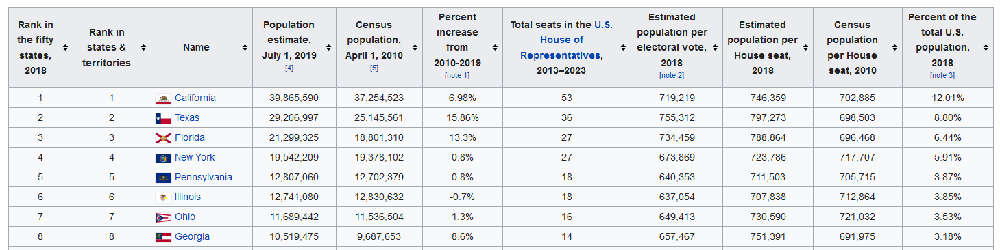 Rank in the fifty states, 2018 | Rank in states & territories | Name | Population estimate, July 1, 2019 [4] | Census population, April 1, 2010 [5] | Percent increase from 2010-2019 [note 1] | Total seats in the U.S. House of Representatives, 2013–2023 | Estimated population per electoral vote, 2018 [note 2] | Estimated population per House seat, 2018 | Census population per House seat, 2010 | Percent of the total U.S. population, 2018 [note 3]
1 | 1 | California | 39,865,590 | 37,254,523 | 6.98% | 53 | 719,219 | 746,359 | 702,885 | 12.01%
2 | 2 | Texas | 29,206,997 | 25,145,561 | 15.86% | 36 | 755,312 | 797,273 | 698,503 | 8.80%
3 | 3 | Florida | 21,299,325 | 18,801,310 | 13.3% | 27 | 734,459 | 788,864 | 696,468 | 6.44%
4 | 4 | New York | 19,542,209 | 19,378,102 | 0.8% | 27 | 673,869 | 723,786 | 717,707 | 5.91%
5 | 5 | Pennsylvania | 12,807,060 | 12,702,379 | 0.8% | 18 | 640,353 | 711,503 | 705,715 | 3.87%
6 | 6 | Illinois | 12,741,080 | 12,830,632 | -0.7% | 18 | 637,054 | 707,838 | 712,864 | 3.85%
7 | 7 | Ohio | 11,689,442 | 11,536,504 | 1.3% | 16 | 649,413 | 730,590 | 721,032 | 3.53%
8 | 8 | Georgia | 10,519,475 | 9,687,653 | 8.6% | 14 | 657,467 | 751,391 | 691,975 | 3.18%